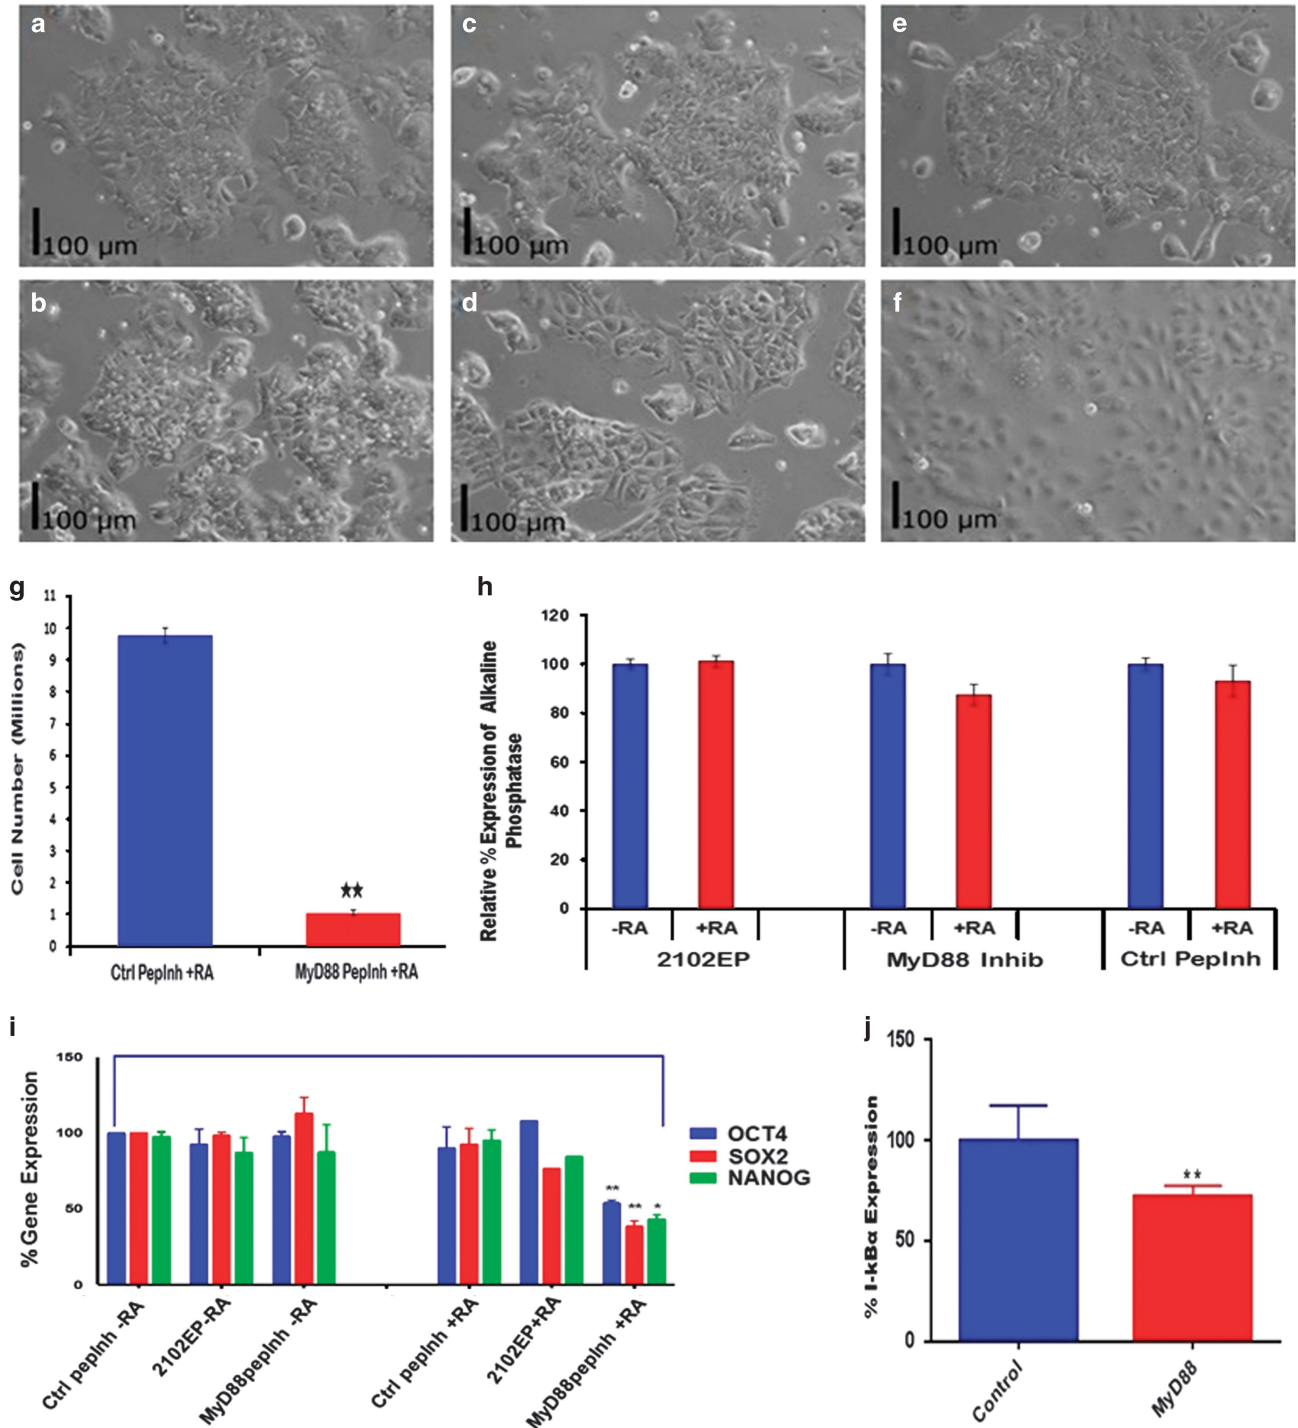 a
c
e
100 µm
100 µm
100 µm
b
d
f
100 µm
100 µm
100 µm
g
Cell Number (Millions)
11
10
9
8
7
6
5
4
3
2
1
0
**
Ctrl PepInh +RA
MyD88 PepInh +RA
h
Relative % Expression of Alkaline
Phosphatase
120
100
80
60
40
20
0
-RA
+RA
-RA
+RA
-RA
+RA
2102EP
MyD88 Inhib
Ctrl PepInh
i
% Gene Expression
150
100
50
0
**
**
*
Ctrl pepInh -RA
2102EP-RA
MyD88pepInh -RA
Ctrl pepInh +RA
2102EP+RA
MyD88pepInh +RA
OCT4
SOX2
NANOG
j
% I-kBα Expression
150
100
50
0
**
Control
MyD88